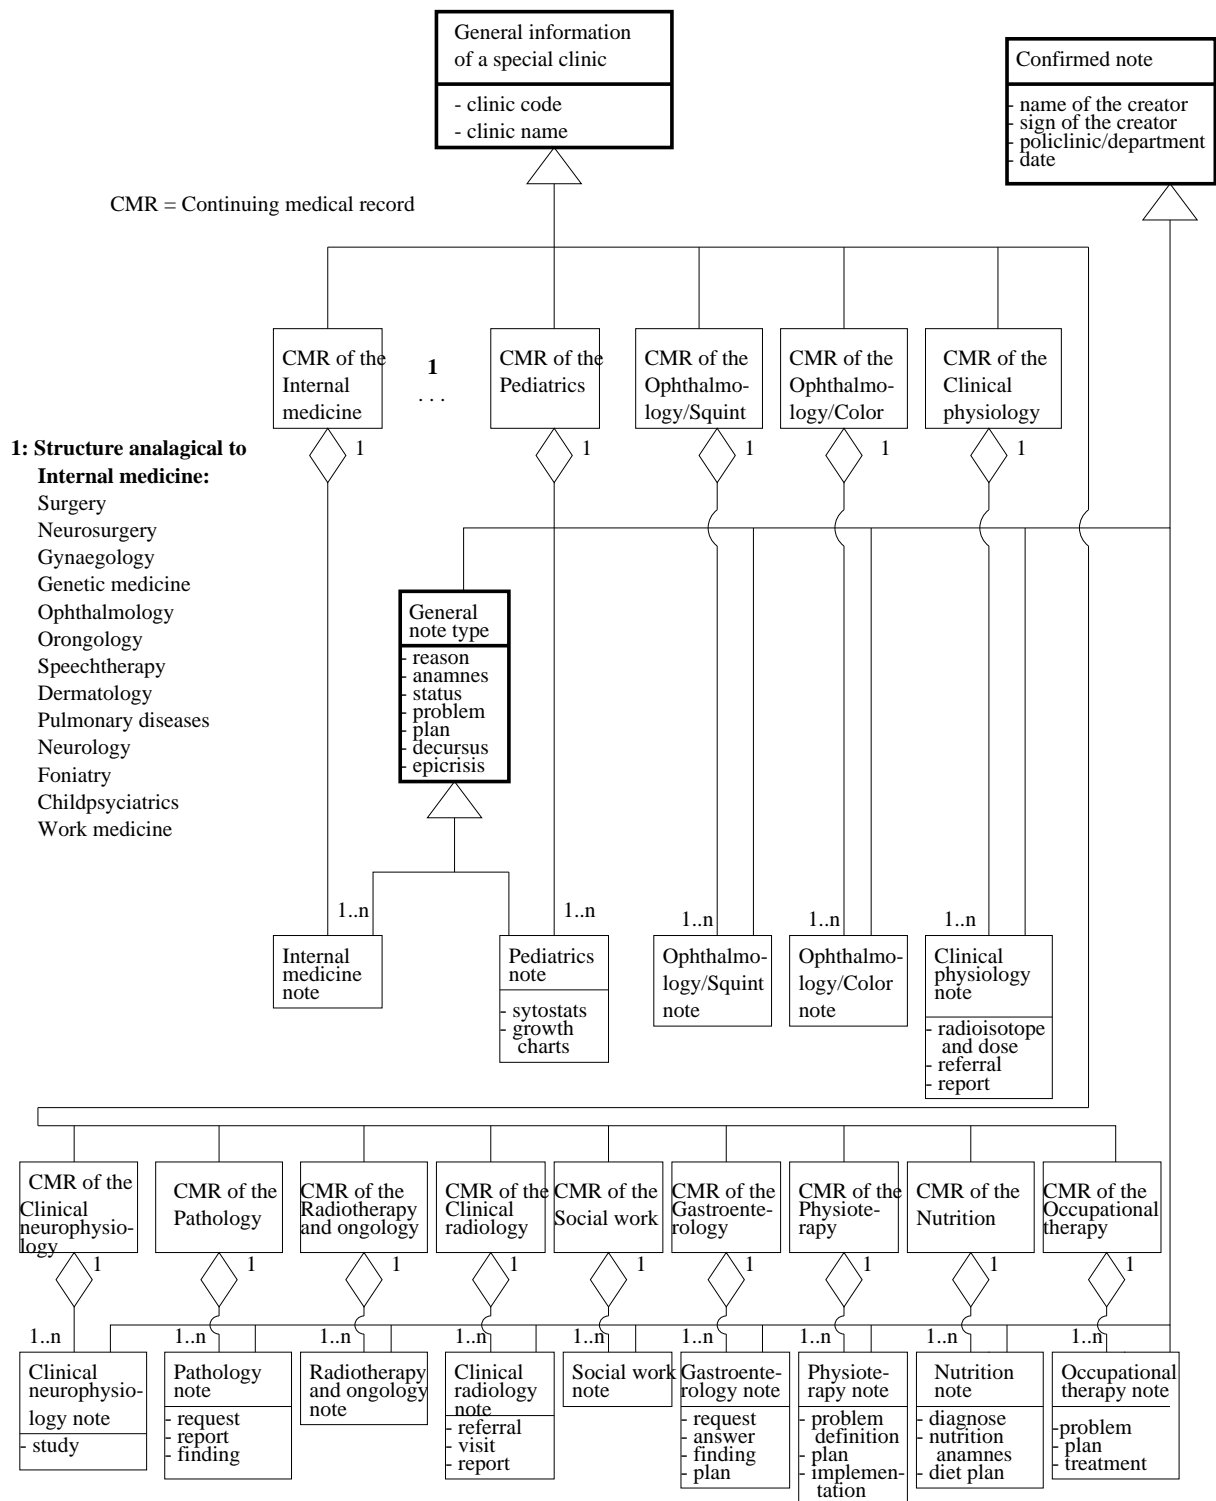 General information
of a special clinic
- clinic code
- clinic name
Confirmed note
- name of the creator
- sign of the creator
- policlinic/department
- date
CMR = Continuing medical record
CMR of the
Internal
medicine
1
. . .
CMR of the
Pediatrics
CMR of the
Ophthalmo-
logy/Squint
CMR of the
Ophthalmo-
logy/Color
CMR of the
Clinical
physiology
1
1
1
1
1
1: Structure analagical to
Internal medicine:
Surgery
Neurosurgery
Gynaegology
Genetic medicine
Ophthalmology
Orongology
Speechtherapy
Dermatology
Pulmonary diseases
Neurology
Foniatry
Childpsyciatrics
Work medicine
General
note type
- reason
- anamnes
- status
- problem
- plan
- decursus
- epicrisis
1..n
1..n
1..n
1..n
1..n
Internal
medicine
note
Pediatrics
note
- sytostats
- growth
charts
Ophthalmo-
logy/Squint
note
Ophthalmo-
logy/Color
note
Clinical
physiology
note
- radioisotope
and dose
- referral
- report
CMR of the
Clinical
neurophysio-
logy
CMR of the
Pathology
CMR of the
Radiotherapy
and ongology
CMR of the
Clinical
radiology
CMR of the
Social work
CMR of the
Gastroente-
rology
CMR of the
Physiote-
rapy
CMR of the
Nutrition
CMR of the
Occupational
therapy
1
1
1
1
1
1
1
1
1
1..n
1..n
1..n
1..n
1..n
1..n
1..n
1..n
1..n
Clinical
neurophysio-
logy note
- study
Pathology
note
- request
- report
- finding
Radiotherapy
and ongology
note
Clinical
radiology
note
- referral
- visit
- report
Social work
note
Gastroente-
rology note
- request
- answer
- finding
- plan
Physiote-
rapy note
- problem
definition
- plan
- implemen-
tation
Nutrition
note
- diagnose
- nutrition
anamnes
- diet plan
Occupational
therapy note
-problem
- plan
- treatment